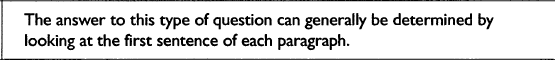 The answer to this type of question can generally be determined by
looking at the first sentence of each paragraph.